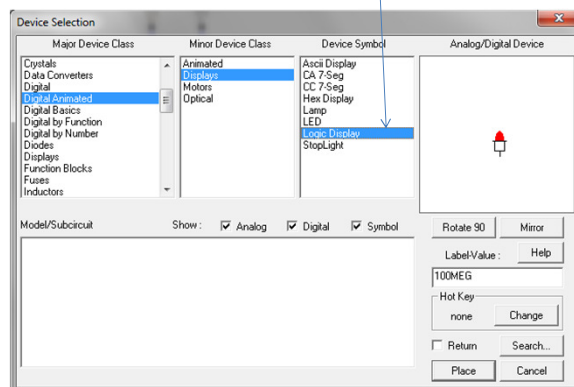 Device Selection
Major Device Class
Minor Device Class
Device Symbol
Analog/Digital Device
Crystals
Data Converters
Digital
Digital Animated
Digital Basics
Digital by Function
Digital by Number
Diodes
Displays
Function Blocks
Fuses
Inductors
Animated
Displays
Motors
Optical
Ascii Display
CA 7-Seg
CC 7-Seg
Hex Display
Lamp
LED
Logic Display
StopLight
Model/Subcircuit
Show :
Analog
Digital
Symbol
Rotate 90
Mirror
Label-Value :
Help
100MEG
Hot Key
none
Change
Return
Search...
Place
Cancel